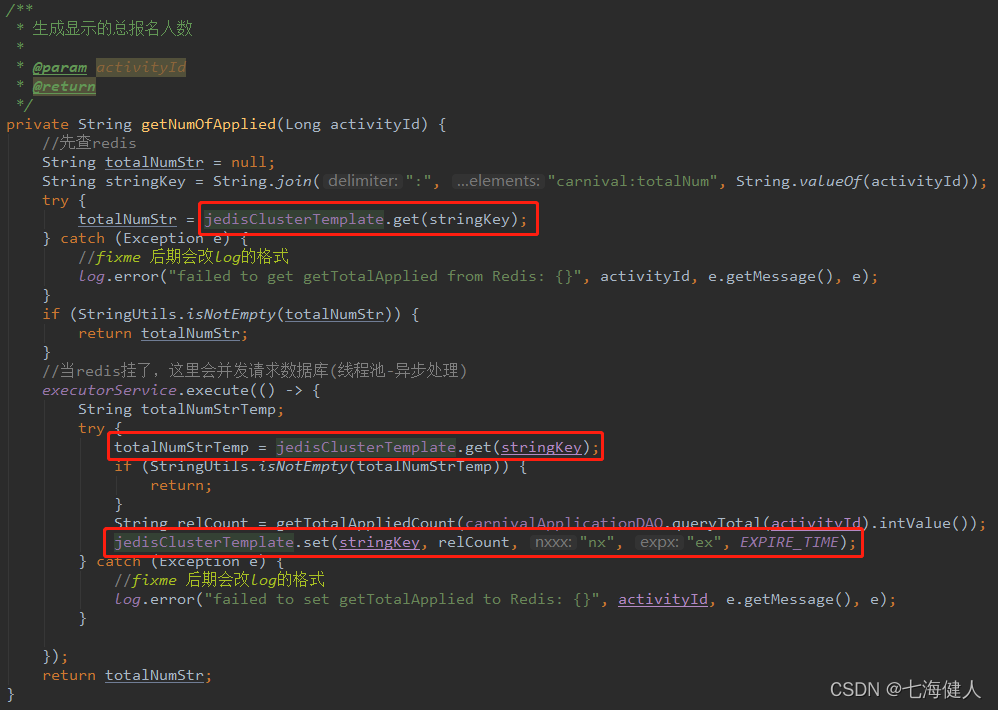 /**
 * 生成显示的总报名人数
 *
 * @param activityId
 * @return
 */
private String getNumOfApplied(Long activityId) {
    //先查redis
    String totalNumStr = null;
    String stringKey = String.join( delimiter: ":", ...elements: "carnival:totalNum", String.valueOf(activityId));
    try {
        totalNumStr = jedisClusterTemplate.get(stringKey);
    } catch (Exception e) {
        //fixme 后期会改log的格式
        log.error("failed to get getTotalApplied from Redis: {}", activityId, e.getMessage(), e);
    }
    if (StringUtils.isNotEmpty(totalNumStr)) {
        return totalNumStr;
    }
    //当redis挂了，这里会并发请求数据库(线程池-异步处理)
    executorService.execute(() -> {
        String totalNumStrTemp;
        try {
            totalNumStrTemp = jedisClusterTemplate.get(stringKey);
            if (StringUtils.isNotEmpty(totalNumStrTemp)) {
                return;
            }
            String relCount = getTotalAppliedCount(carnivalApplicationDAO.queryTotal(activityId).intValue());
            jedisClusterTemplate.set(stringKey, relCount, nxxx: "nx", expx: "ex", EXPIRE_TIME);
        } catch (Exception e) {
            //fixme 后期会改log的格式
            log.error("failed to set getTotalApplied to Redis: {}", activityId, e.getMessage(), e);
        }

    });
    return totalNumStr;
}
CSDN @七海健人